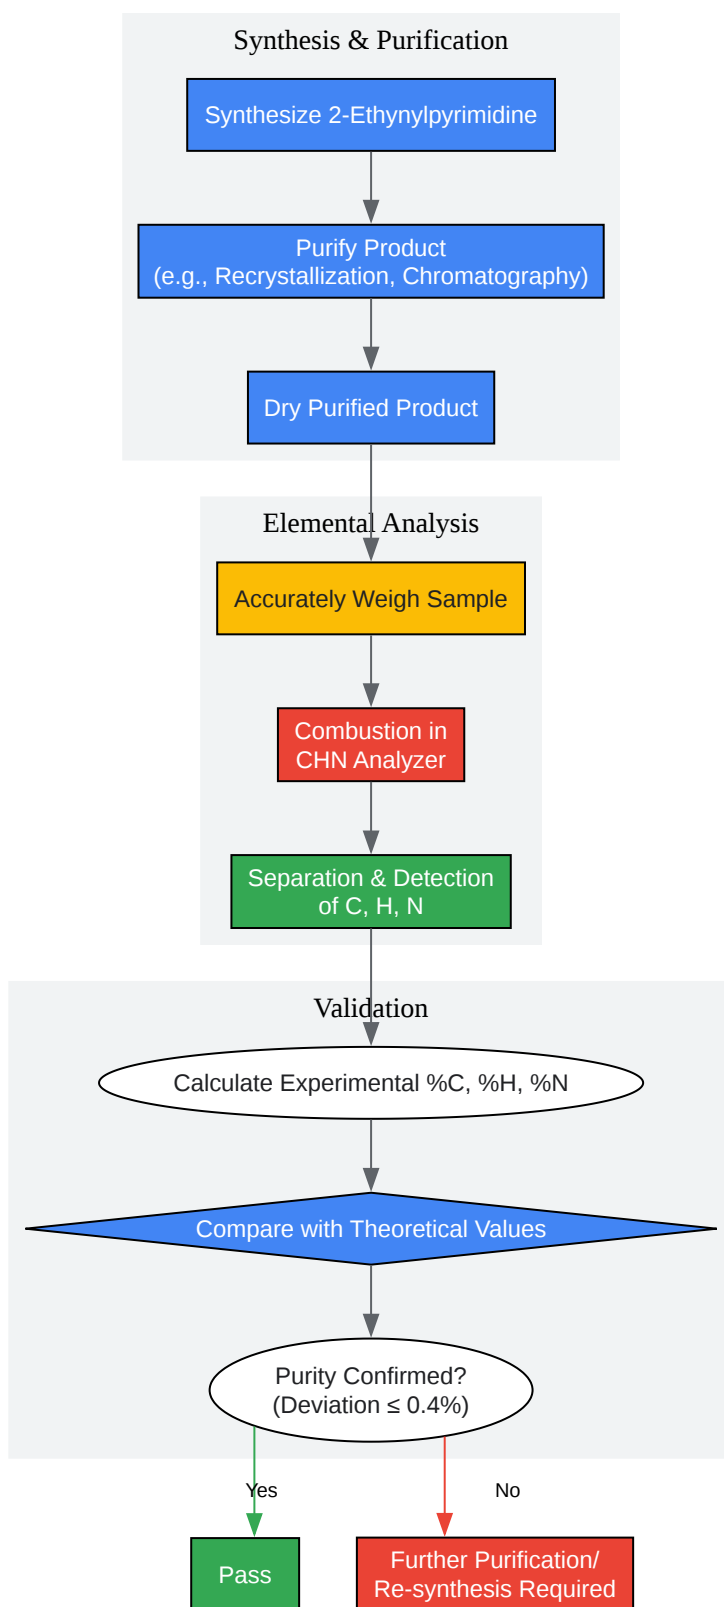 Synthesis & Purification
Synthesize 2-Ethynylpyrimidine
Purify Product
(e.g., Recrystallization, Chromatography)
Dry Purified Product
Elemental Analysis
Accurately Weigh Sample
Combustion in
CHN Analyzer
Separation & Detection
of C, H, N
Validation
Calculate Experimental %C, %H, %N
Compare with Theoretical Values
Purity Confirmed?
(Deviation ≤ 0.4%)
Yes
No
Pass
Further Purification/
Re-synthesis Required